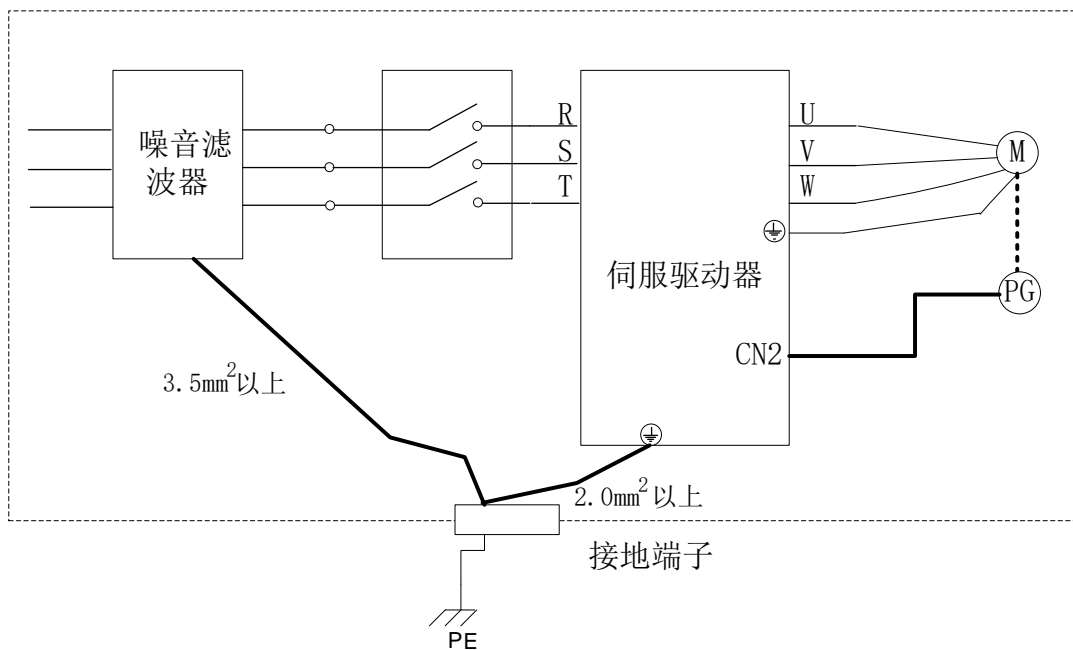 噪音滤
波器
R
S
T
U
V
W
M
PG
伺服驱动器
CN2
3.5mm²以上
2.0mm²以上
接地端子
PE